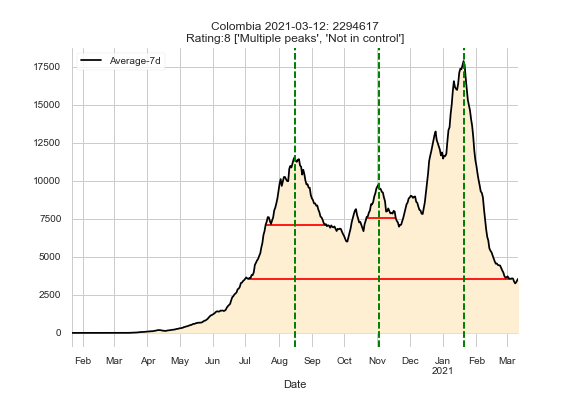 Colombia 2021-03-12: 2294617
Rating:8 ['Multiple peaks', 'Not in control']
Average-7d
17500
15000
12500
10000
7500
5000
2500
0
Feb Mar Apr May Jun Jul Aug Sep Oct Nov Dec Jan Feb Mar
2021
Date